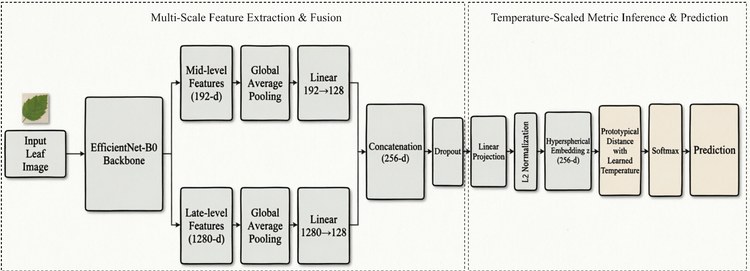 Multi-Scale Feature Extraction & Fusion
Temperature-Scaled Metric Inference & Prediction
Input
Leaf
Image
EfficientNet-B0
Backbone
Mid-level
Features
(192-d)
Global
Average
Pooling
Linear
192→128
Late-level
Features
(1280-d)
Global
Average
Pooling
Linear
1280→128
Concatenation
(256-d)
Dropout
Linear
Projection
L2 Normalization
Hyperspherical
Embedding z
(256-d)
Prototypical
Distance
with
Learned
Temperature
Softmax
Prediction